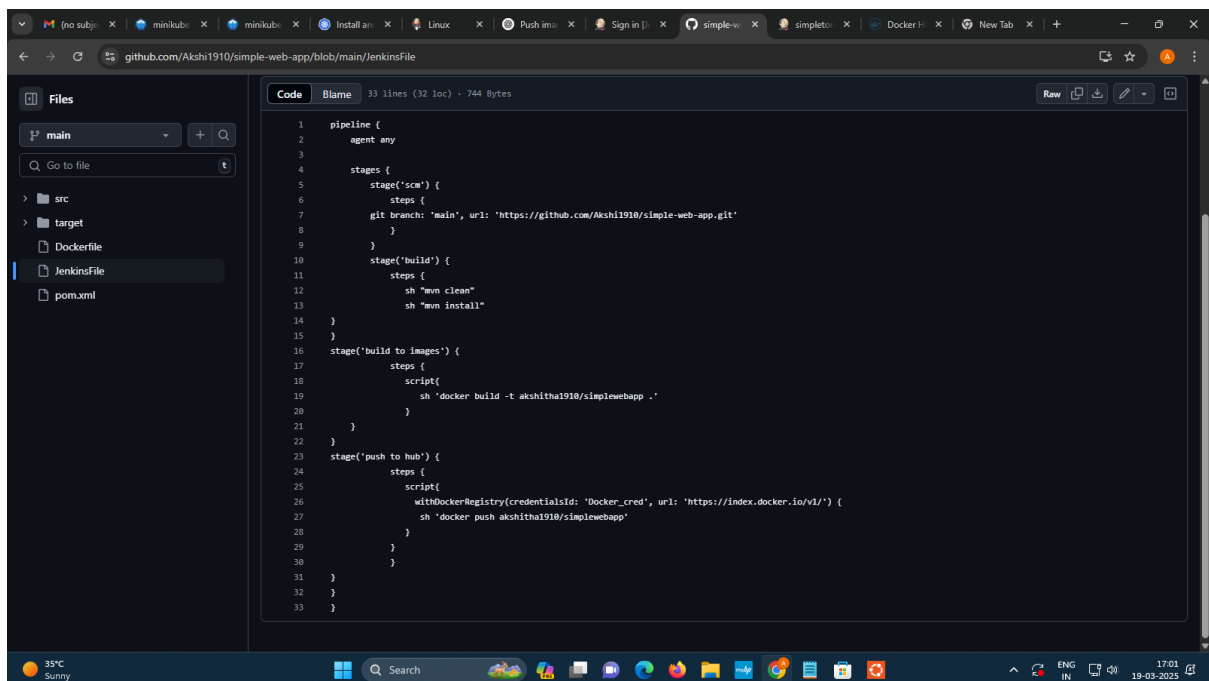 (no subje
minikube
minikube
Install an
Linux
Push ima
Sign in [J
simple-w
simpletor
Docker H
New Tab
github.com/Akshi1910/simple-web-app/blob/main/JenkinsFile
Files
main
Go to file
t
src
target
Dockerfile
JenkinsFile
pom.xml
Code Blame 33 lines (32 loc) · 744 Bytes
Raw
1 pipeline {
2 agent any
3
4 stages {
5 stage('scm') {
6 steps {
7 git branch: 'main', url: 'https://github.com/Akshi1910/simple-web-app.git'
8 }
9 }
10 stage('build') {
11 steps {
12 sh "mvn clean"
13 sh "mvn install"
14 }
15 }
16 stage('build to images') {
17 steps {
18 script{
19 sh 'docker build -t akshitha1910/simplewebapp .'
20 }
21 }
22 }
23 stage('push to hub') {
24 steps {
25 script{
26 withDockerRegistry(credentialsId: 'Docker_cred', url: 'https://index.docker.io/v1/') {
27 sh 'docker push akshitha1910/simplewebapp'
28 }
29 }
30 }
31 }
32 }
33 }
35°C
Sunny
Search
ENG
IN
17:01
19-03-2025